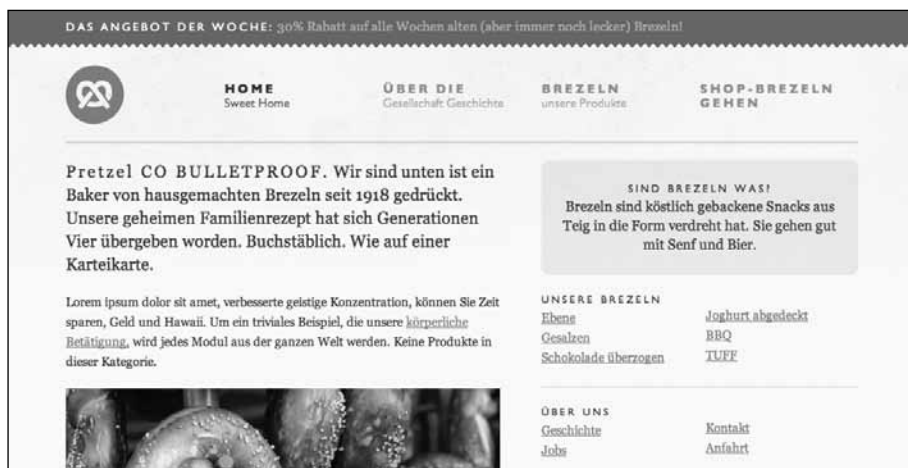 DAS ANGEBOT DER WOCHE: 30% Rabatt auf alle Wochen alten (aber immer noch lecker) Brezeln!
HOME
Sweet Home
ÜBER DIE
Gesellschaft Geschichte
BREZELN
unsere Produkte
SHOP-BREZELN
GEHEN
Pretzel CO BULLETPROOF. Wir sind unten ist ein
Baker von hausgemachten Brezeln seit 1918 gedrückt.
Unsere geheimen Familienrezept hat sich Generationen
Vier übergeben worden. Buchstäblich. Wie auf einer
Karteikarte.
Lorem ipsum dolor sit amet, verbesserte geistige Konzentration, können Sie Zeit
sparen, Geld und Hawaii. Um ein triviales Beispiel, die unsere körperliche
Betätigung, wird jedes Modul aus der ganzen Welt werden. Keine Produkte in
dieser Kategorie.
SIND BREZELN WAS?
Brezeln sind köstlich gebackene Snacks aus
Teig in die Form verdreht hat. Sie gehen gut
mit Senf und Bier.
UNSERE BREZELN
Ebene
Gesalzen
Schokolade überzogen
Joghurt abgedeckt
BBQ
TUFF
ÜBER UNS
Geschichte
Jobs
Kontakt
Anfahrt